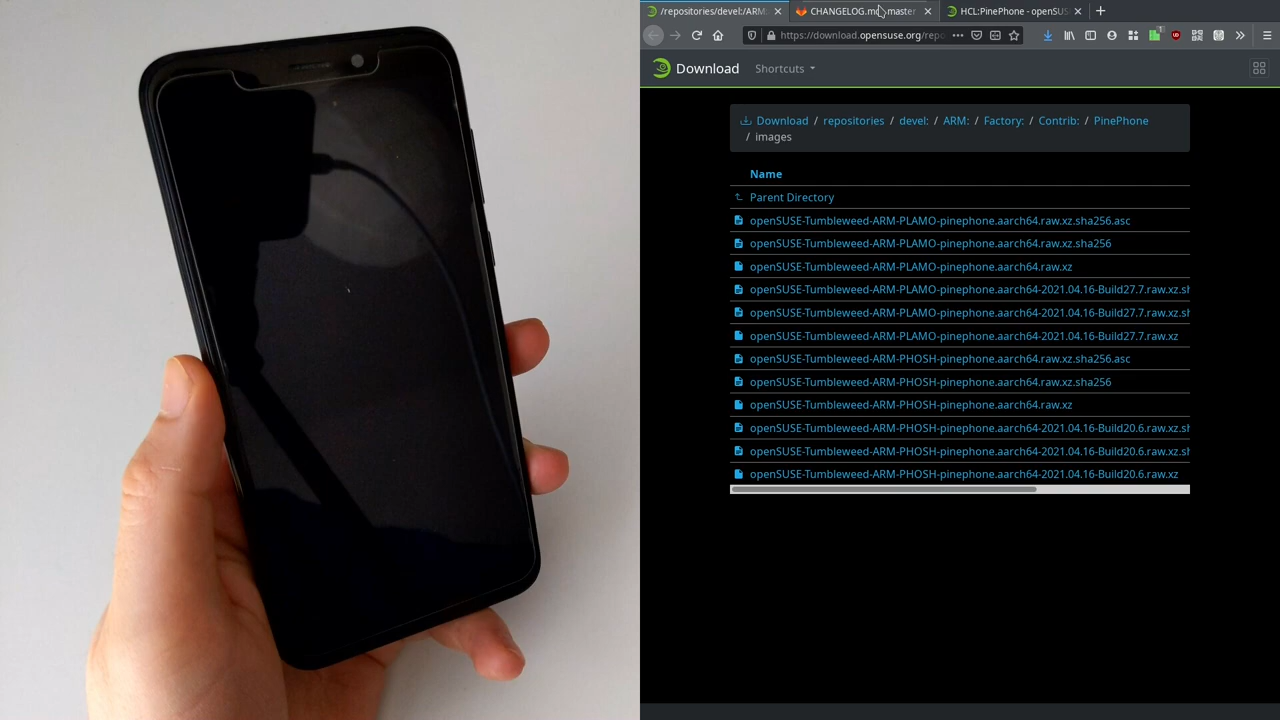 /repositories/devel:/ARM:
CHANGELOG.md
master
HCL:PinePhone - openSUS
https://download.opensuse.org/repo
Download
Shortcuts
Download / repositories / devel: / ARM: / Factory: / Contrib: / PinePhone
/ images
Name
Parent Directory
openSUSE-Tumbleweed-ARM-PLAMO-pinephone.aarch64.raw.xz.sha256.asc
openSUSE-Tumbleweed-ARM-PLAMO-pinephone.aarch64.raw.xz.sha256
openSUSE-Tumbleweed-ARM-PLAMO-pinephone.aarch64.raw.xz
openSUSE-Tumbleweed-ARM-PLAMO-pinephone.aarch64-2021.04.16-Build27.7.raw.xz.sh
openSUSE-Tumbleweed-ARM-PLAMO-pinephone.aarch64-2021.04.16-Build27.7.raw.xz.sh
openSUSE-Tumbleweed-ARM-PLAMO-pinephone.aarch64-2021.04.16-Build27.7.raw.xz
openSUSE-Tumbleweed-ARM-PHOSH-pinephone.aarch64.raw.xz.sha256.asc
openSUSE-Tumbleweed-ARM-PHOSH-pinephone.aarch64.raw.xz.sha256
openSUSE-Tumbleweed-ARM-PHOSH-pinephone.aarch64.raw.xz
openSUSE-Tumbleweed-ARM-PHOSH-pinephone.aarch64-2021.04.16-Build20.6.raw.xz.sh
openSUSE-Tumbleweed-ARM-PHOSH-pinephone.aarch64-2021.04.16-Build20.6.raw.xz.sh
openSUSE-Tumbleweed-ARM-PHOSH-pinephone.aarch64-2021.04.16-Build20.6.raw.xz